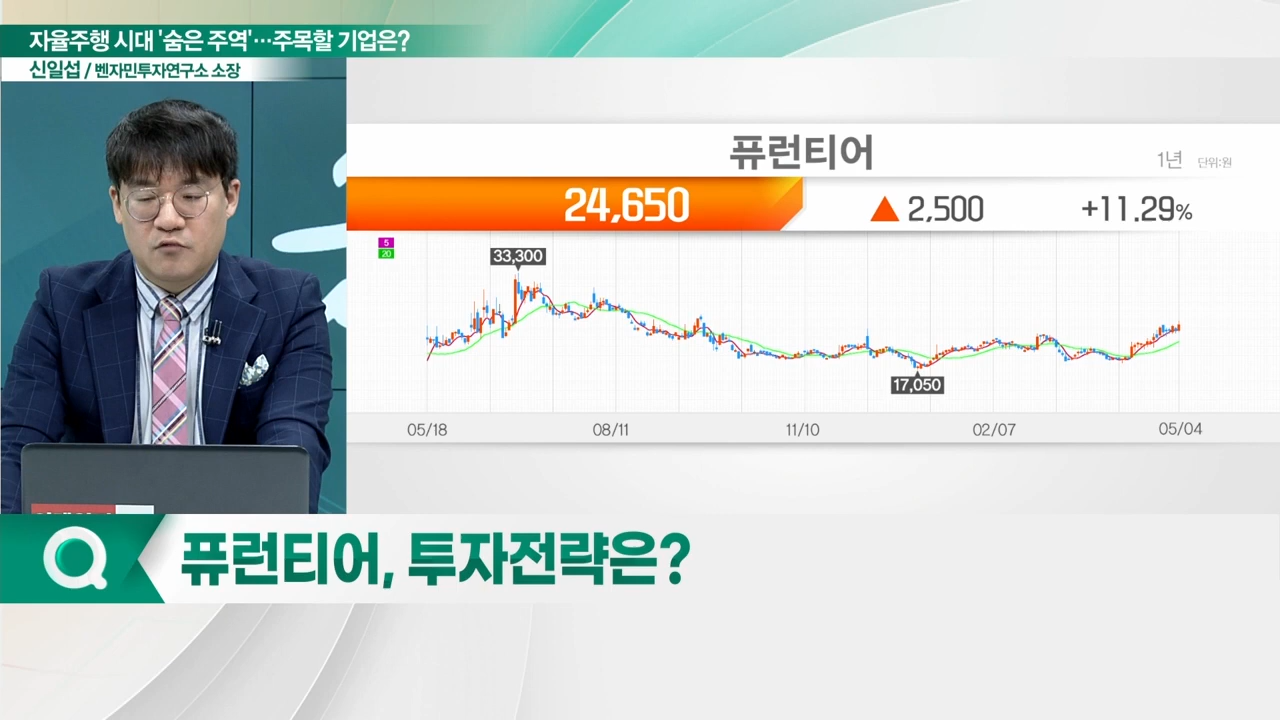 자율주행 시대 '숨은 주역'…주목할 기업은?
신일섭 / 벤자민투자연구소 소장
퓨런티어
1년 단위:원
24,650 ▲ 2,500 +11.29%
5
20
33,300
17,050
05/18 08/11 11/10 02/07 05/04
퓨런티어, 투자전략은?